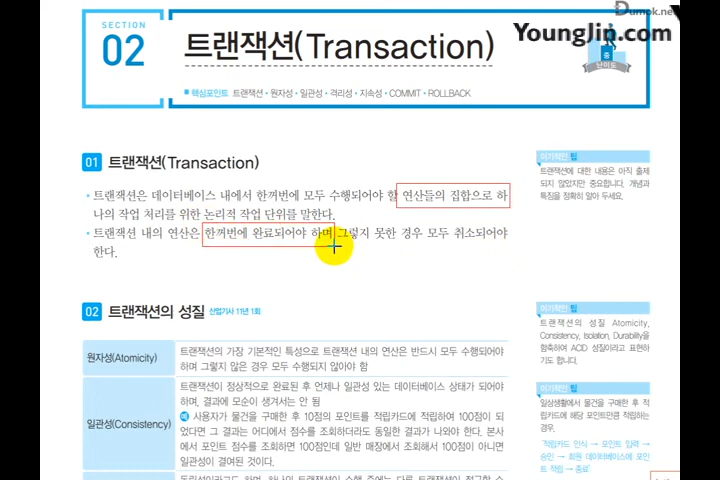 Dumok.ne
YoungJin.com
SECTION
02
트랜잭션(Transaction)
중
난이도
■ 핵심포인트 트랜잭션 • 원자성 • 일관성 • 격리성 • 지속성 • COMMIT • ROLLBACK
01 트랜잭션(Transaction)
• 트랜잭션은 데이터베이스 내에서 한꺼번에 모두 수행되어야 할 연산들의 집합으로 하
나의 작업 처리를 위한 논리적 작업 단위를 말한다.
• 트랜잭션 내의 연산은 한꺼번에 완료되어야 하며 그렇지 못한 경우 모두 취소되어야
한다.
이기적인 팁
트랜잭션에 대한 내용은 아직 출제
되지 않았지만 중요합니다. 개념과
특징을 정확히 알아 두세요.
02 트랜잭션의 성질 산업기사 11년 1회
원자성(Atomicity)
트랜잭션의 가장 기본적인 특성으로 트랜잭션 내의 연산은 반드시 모두 수행되어야
하며 그렇지 않은 경우 모두 수행되지 않아야 함
일관성(Consistency)
트랜잭션이 정상적으로 완료된 후 언제나 일관성 있는 데이터베이스 상태가 되어야
하며, 결과에 모순이 생겨서는 안 됨
예 사용자가 물건을 구매한 후 10점의 포인트를 적립카드에 적립하여 100점이 되
었다면 그 결과는 어디에서 점수를 조회하더라도 동일한 결과가 나와야 한다. 본사
에서 포인트 점수를 조회하면 100점인데 일반 매장에서 조회해서 100점이 아니면
일관성이 결여된 것이다.
이기적인 팁
트랜잭션의 성질 Atomicity,
Consistency, Isolation, Durability을
함축하여 ACID 성질이라고 표현하
기도 합니다.
이기적인 팁
일상생활에서 물건을 구매한 후 적
립카드에 해당 포인트만큼 적립하는
경우.
'적립카드 인식 → 포인트 입력 →
승인 → 회원 데이터베이스에 포인
트 적립 → 종료'